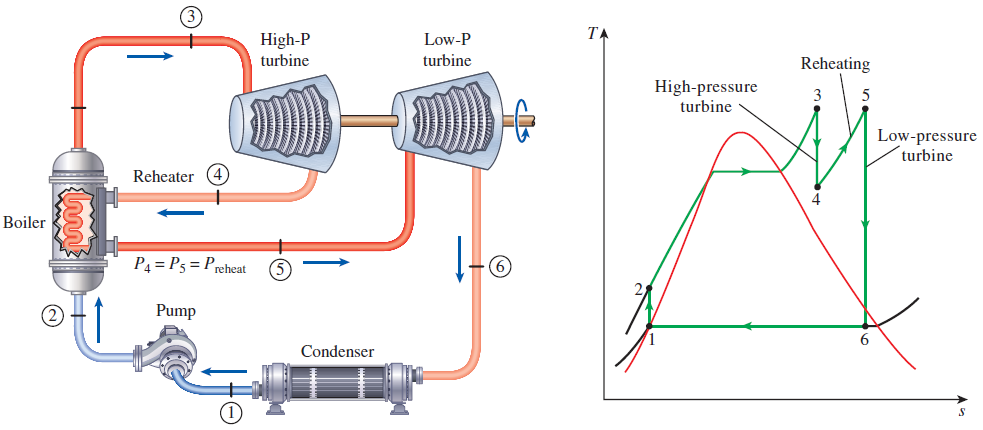 3
High-P
turbine
Low-P
turbine
Reheater
4
Boiler
P4 = P5 = Preheat
5
6
2
Pump
Condenser
1
T
Reheating
High-pressure
turbine
3
5
Low-pressure
turbine
4
2
1
6
s